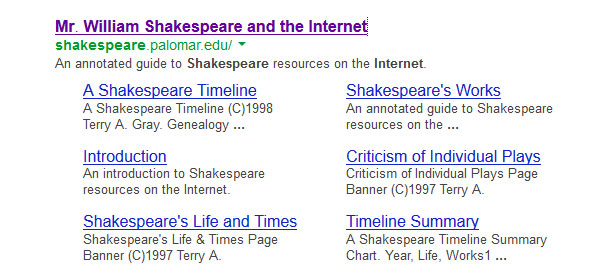 Mr. William Shakespeare and the Internet
shakespeare.palomar.edu/
An annotated guide to Shakespeare resources on the Internet.
A Shakespeare Timeline
A Shakespeare Timeline (C)1998
Terry A. Gray. Genealogy ...
Shakespeare's Works
An annotated guide to Shakespeare
resources on the ...
Introduction
An introduction to Shakespeare
resources on the Internet.
Criticism of Individual Plays
Criticism of Individual Plays Page
Banner (C)1997 Terry A.
Shakespeare's Life and Times
Shakespeare's Life & Times Page
Banner (C)1997 Terry A.
Timeline Summary
A Shakespeare Timeline Summary
Chart. Year, Life, Works1 ...